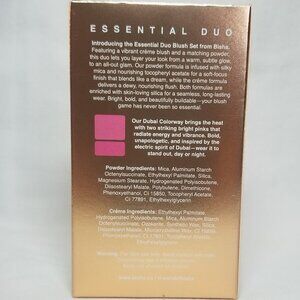 ESSENTIAL DUO
Introducing the Essential Duo Blush Set from Bisha.
Featuring a vibrant crème blush and a matching powder,
this duo lets you layer your look from a warm, subtle glow,
to an all-out glam. Our powder formula is infused with silky
mica and nourishing tocopheryl acetate for a soft-focus
finish that blends like a dream, while the crème formula
delivers a dewy, nourishing flush. Both formulas are
enriched with skin-loving silica for a seamless, long-lasting
wear. Bright, bold, and beautifully buildable—your blush
game has never been so essential.
Our Dubai Colorway brings the heat
with two striking bright pinks that
radiate energy and vibrance. Bold,
unapologetic, and inspired by the
electric spirit of Dubai—wear it to
stand out, day or night.
Powder Ingredients: Mica, Aluminum Starch
Octenylsuccinate, Ethylhexyl Palmitate, Silica,
Magnesium Stearate, Hydrogenated Polyisobutene,
Diisostearyl Malate, Polybutene, Dimethicone,
Phenoxyethanol, CI 15850, Tocopheryl Acetate,
CI 77891, Ethylhexylglycerin
Crème Ingredients: Ethylhexyl Palmitate,
Hydrogenated Polyisobutene, Mica, Aluminum Starch
Octenylsuccinate, Ozokerite, Synthetic Wax, Silica,
Diisostearyl Malate, Microcrystalline Wax,
Phenoxyethanol, Tocopheryl Acetate,
Ethylhexylglycerin